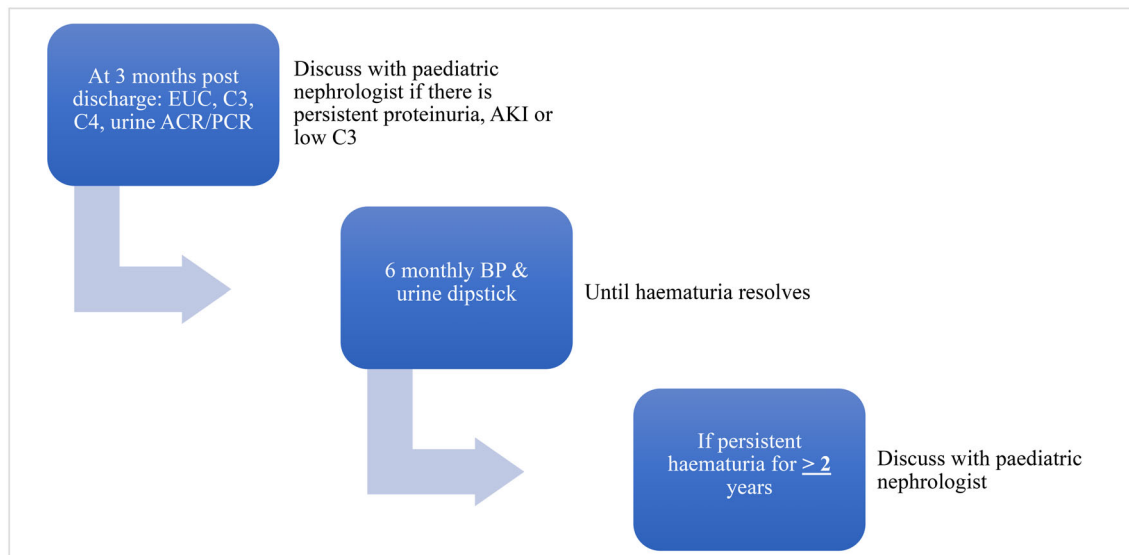 At 3 months post
discharge: EUC, C3,
C4, urine ACR/PCR
Discuss with paediatric
nephrologist if there is
persistent proteinuria, AKI or
low C3
6 monthly BP &
urine dipstick
Until haematuria resolves
If persistent
haematuria for > 2
years
Discuss with paediatric
nephrologist